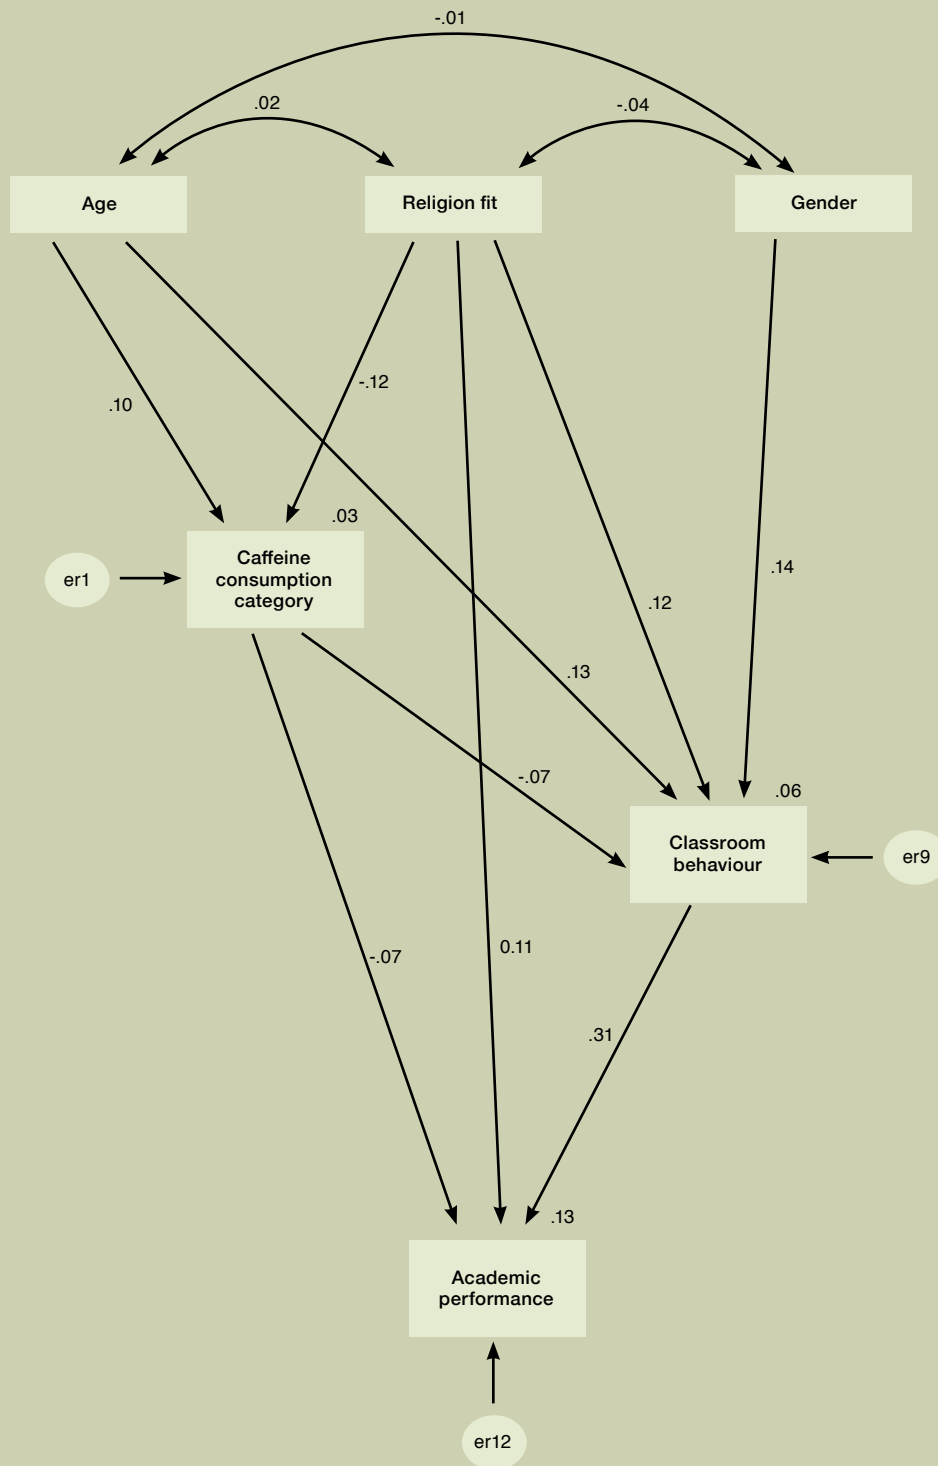 -.01
.02
-.04
Age
Religion fit
Gender
.10
-.12
.03
er1
Caffeine
consumption
category
.14
.12
.13
-.07
.06
Classroom
behaviour
er9
-.07
0.11
.31
.13
Academic
performance
er12